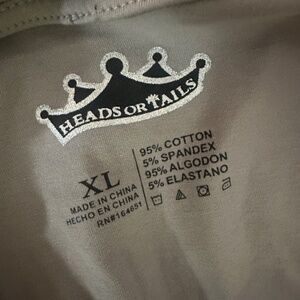 HEADS OR TAILS
XL
MADE IN CHINA
HECHO EN CHINA
RN#164651
95% COTTON
5% SPANDEX
95% ALGODON
5% ELASTANO